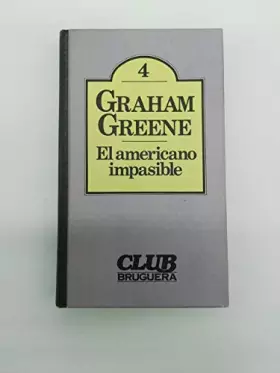 4
GRAHAM
GREENE
El americano
impasible
CLUB
BRUGUERA